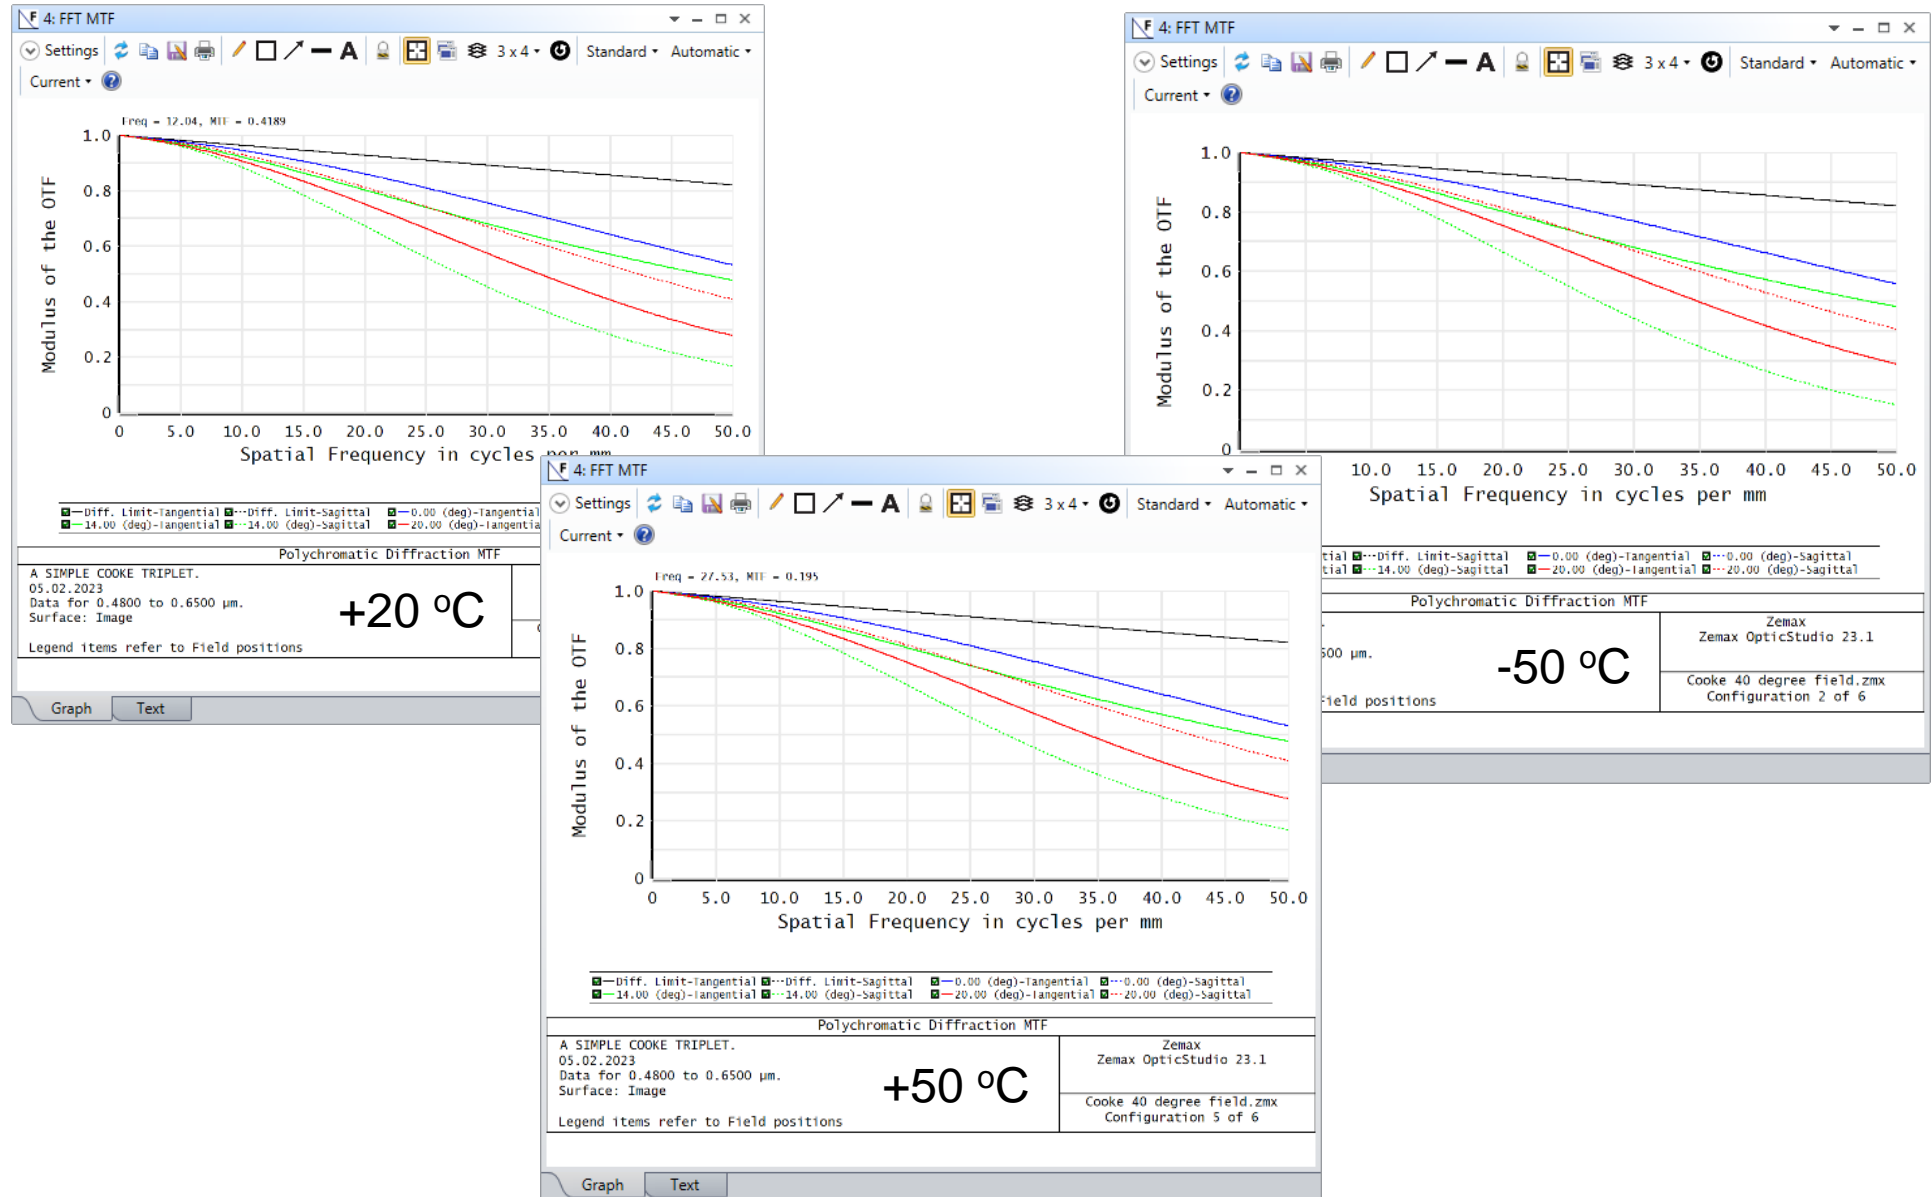 4: FFT MTF
Settings
A
3 x 4
Standard
Automatic
Current
Freq = 12.04, MTF = 0.4189
Modulus of the OTF
1.0
0.8
0.6
0.4
0.2
0
0 5.0 10.0 15.0 20.0 25.0 30.0 35.0 40.0 45.0 50.0
Spatial Frequency in cycles per mm
Diff. Limit-Tangential Diff. Limit-Sagittal 0.00 (deg)-Tangential
14.00 (deg)-Tangential 14.00 (deg)-Sagittal 20.00 (deg)-Tangential
Polychromatic Diffraction MTF
A SIMPLE COOKE TRIPLET.
05.02.2023
Data for 0.4800 to 0.6500 µm.
Surface: Image
Legend items refer to Field positions
+20 ºC
Graph Text
4: FFT MTF
Settings
A
3 x 4
Standard
Automatic
Current
Modulus of the OTF
1.0
0.8
0.6
0.4
0.2
0
10.0 15.0 20.0 25.0 30.0 35.0 40.0 45.0 50.0
Spatial Frequency in cycles per mm
tial Diff. Limit-Sagittal 0.00 (deg)-Tangential 0.00 (deg)-Sagittal
tial 14.00 (deg)-Sagittal 20.00 (deg)-Tangential 20.00 (deg)-Sagittal
Polychromatic Diffraction MTF
500 µm.
Field positions
-50 ºC
Zemax
Zemax OpticStudio 23.1
Cooke 40 degree field.zmx
Configuration 2 of 6
4: FFT MTF
Settings
A
3 x 4
Standard
Automatic
Current
Freq = 27.53, MTF = 0.195
Modulus of the OTF
1.0
0.8
0.6
0.4
0.2
0
0 5.0 10.0 15.0 20.0 25.0 30.0 35.0 40.0 45.0 50.0
Spatial Frequency in cycles per mm
Diff. Limit-Tangential Diff. Limit-Sagittal 0.00 (deg)-Tangential 0.00 (deg)-Sagittal
14.00 (deg)-Tangential 14.00 (deg)-Sagittal 20.00 (deg)-Tangential 20.00 (deg)-Sagittal
Polychromatic Diffraction MTF
A SIMPLE COOKE TRIPLET.
05.02.2023
Data for 0.4800 to 0.6500 µm.
Surface: Image
Legend items refer to Field positions
+50 ºC
Zemax
Zemax OpticStudio 23.1
Cooke 40 degree field.zmx
Configuration 5 of 6
Graph Text